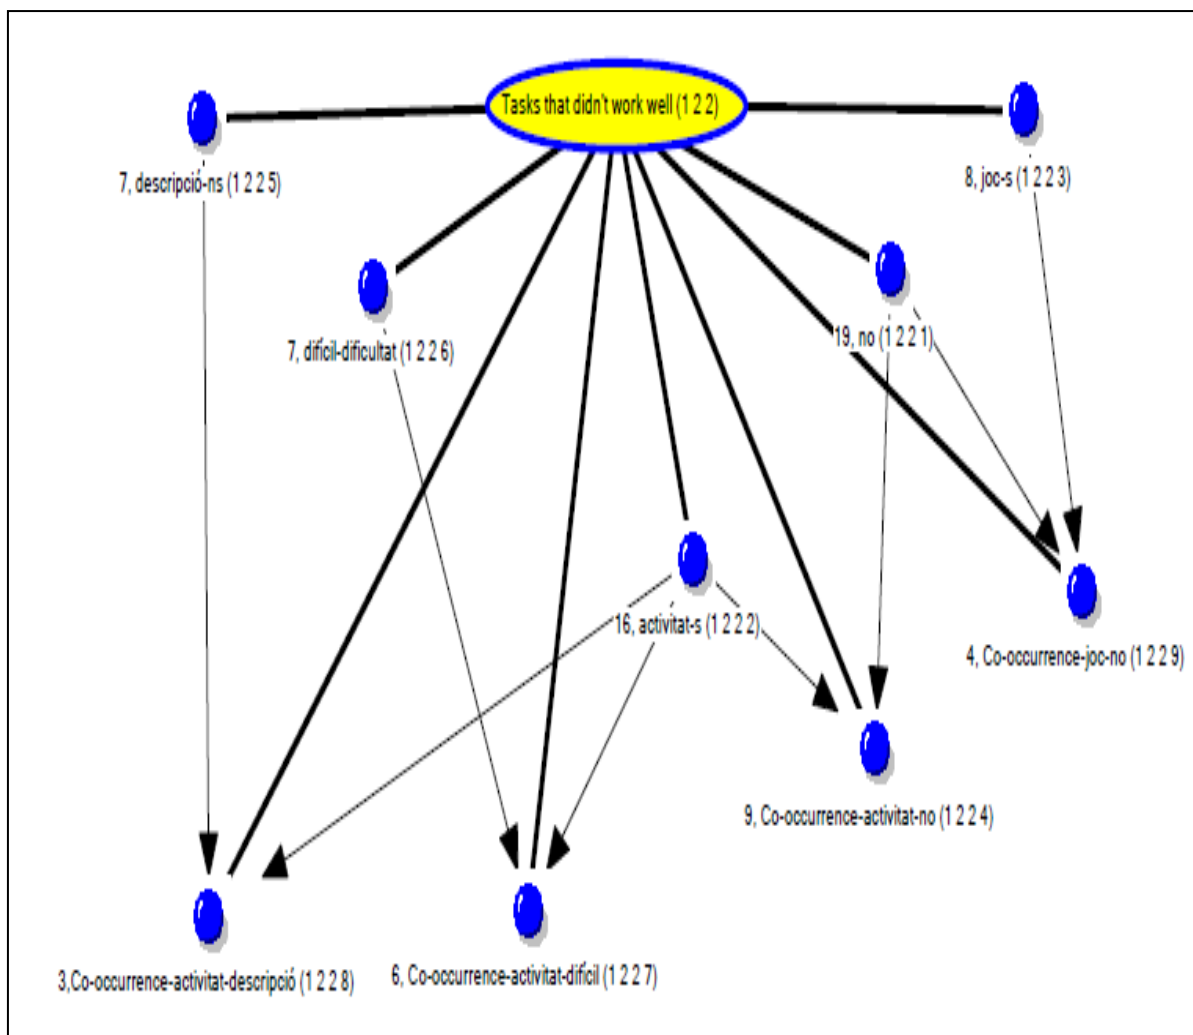 Tasks that didn't work well (1 2 2)
7, descripció-ns (1 2 2 5)
8, joc-s (1 2 2 3)
7, difícil-dificultat (1 2 2 6)
19, no (1 2 2 1)
16, activitat-s (1 2 2 2)
4, Co-occurrence-joc-no (1 2 2 9)
9, Co-occurrence-activitat-no (1 2 2 4)
3,Co-occurrence-activitat-descripció (1 2 2 8)
6, Co-occurrence-activitat-difícil (1 2 2 7)